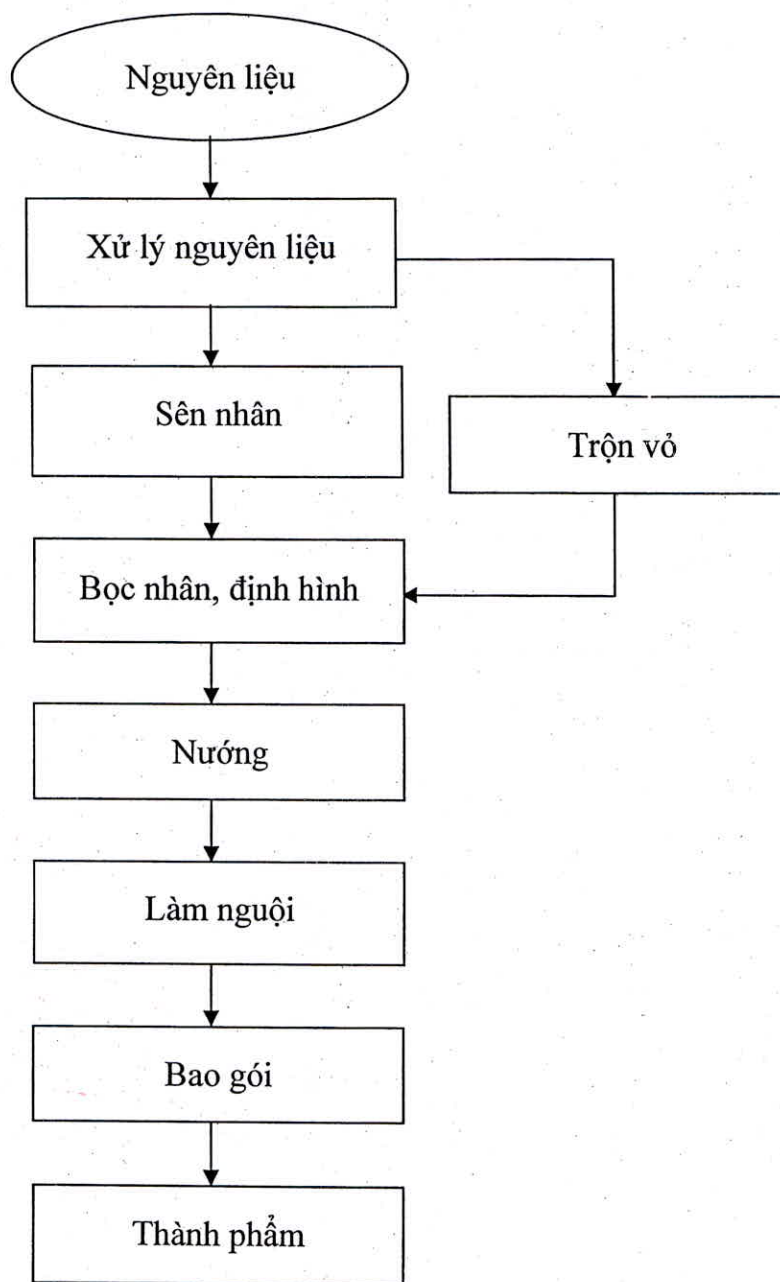 Nguyên liệu
Xử lý nguyên liệu
Sên nhân
Trộn vỏ
Bọc nhân, định hình
Nướng
Làm nguội
Bao gói
Thành phẩm